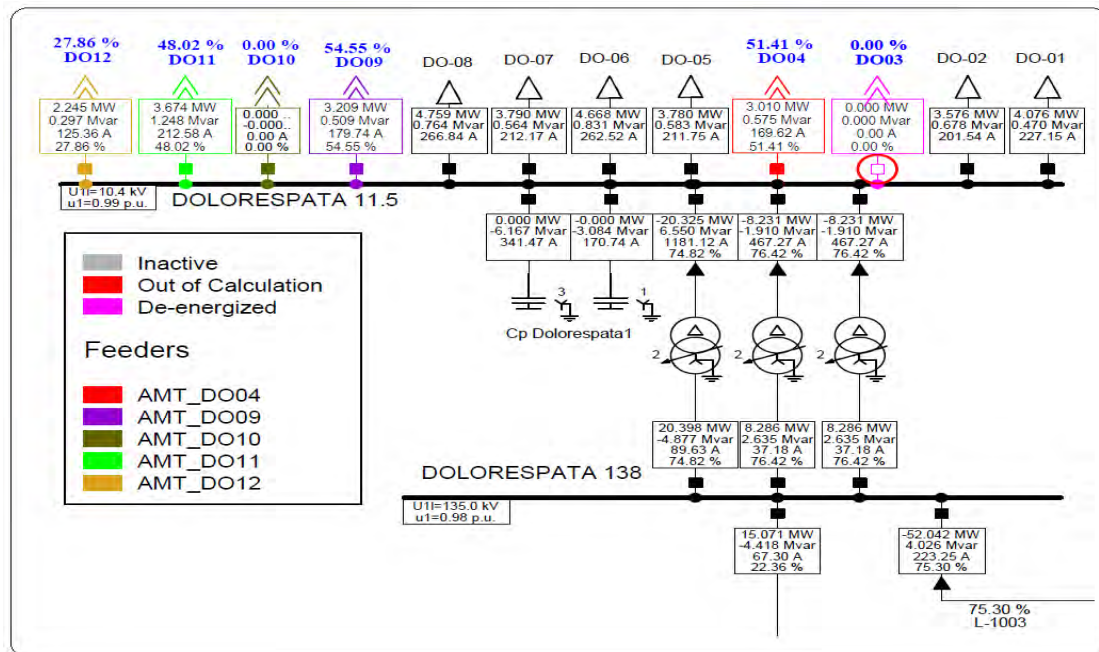 27.86 %
DO12
48.02 %
DO11
0.00 %
DO10
54.55 %
DO09
DO-08
DO-07
DO-06
DO-05
51.41 %
DO04
0.00 %
DO03
DO-02
DO-01
2.245 MW
0.297 Mvar
125.36 A
27.86 %
3.674 MW
1.248 Mvar
212.58 A
48.02 %
0.000 ..
-0.000..
0.00 A
0.00 %
3.209 MW
0.509 Mvar
179.74 A
54.55 %
4.759 MW
0.764 Mvar
266.84 A
3.790 MW
0.564 Mvar
212.17 A
4.668 MW
0.831 Mvar
262.52 A
3.780 MW
0.583 Mvar
211.75 A
3.010 MW
0.575 Mvar
169.62 A
51.41 %
0.000 MW
0.000 Mvar
0.00 A
0.00 %
3.576 MW
0.678 Mvar
201.54 A
4.076 MW
0.470 Mvar
227.15 A
U1l=10.4 kV
u1=0.99 p.u.
DOLORESPATA 11.5
0.000 MW
-6.167 Mvar
341.47 A
-0.000 MW
-3.084 Mvar
170.74 A
-20.325 MW
6.550 Mvar
1181.12 A
74.82 %
-8.231 MW
-1.910 Mvar
467.27 A
76.42 %
-8.231 MW
-1.910 Mvar
467.27 A
76.42 %
Inactive
Out of Calculation
De-energized
Feeders
AMT_DO04
AMT_DO09
AMT_DO10
AMT_DO11
AMT_DO12
3
1
Cp Dolorespata1
2
2
2
20.398 MW
-4.877 Mvar
89.63 A
74.82 %
8.286 MW
2.635 Mvar
37.18 A
76.42 %
8.286 MW
2.635 Mvar
37.18 A
76.42 %
DOLORESPATA 138
U1l=135.0 kV
u1=0.98 p.u.
15.071 MW
-4.418 Mvar
67.30 A
22.36 %
-52.042 MW
4.026 Mvar
223.25 A
75.30 %
75.30 %
L-1003